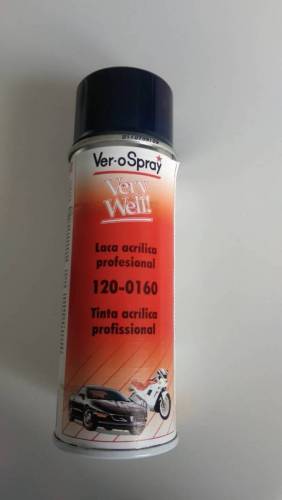 Ver-o Spray
Very
Well!
Laca acrílica
profesional
120-0160
Tinta acrílica
profissional